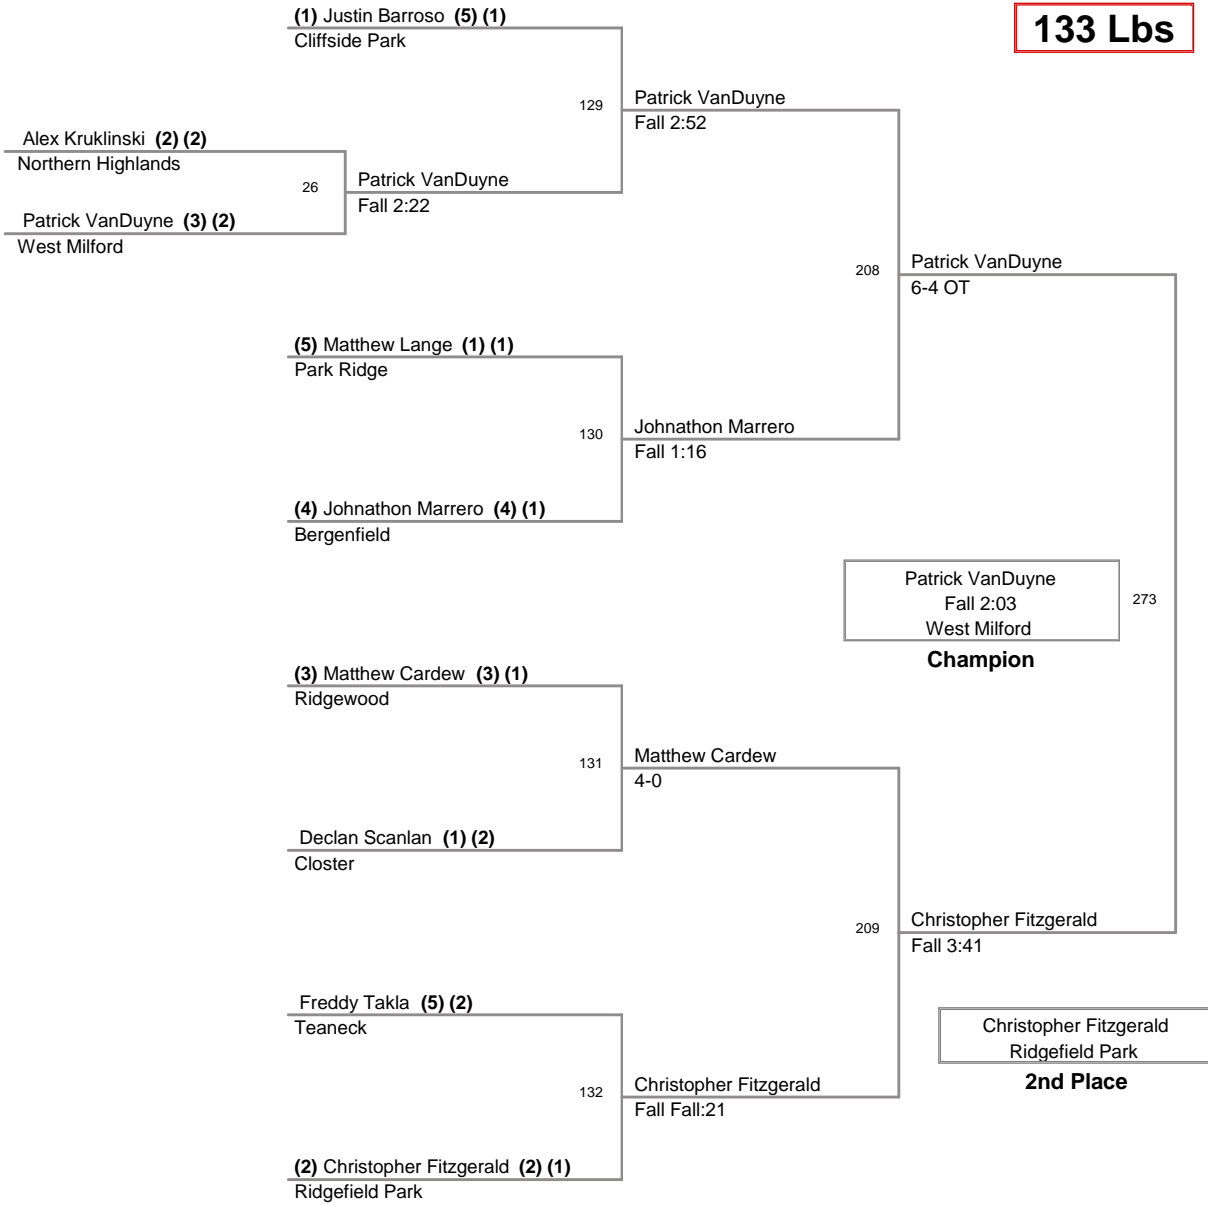 (1) Justin Barroso (5) (1)
Cliffside Park
133 Lbs
129
Patrick VanDuyne
Fall 2:52
Alex Kruklinski (2) (2)
Northern Highlands
26
Patrick VanDuyne
Fall 2:22
Patrick VanDuyne (3) (2)
West Milford
208
Patrick VanDuyne
6-4 OT
(5) Matthew Lange (1) (1)
Park Ridge
130
Johnathon Marrero
Fall 1:16
(4) Johnathon Marrero (4) (1)
Bergenfield
Patrick VanDuyne
Fall 2:03
West Milford
273
Champion
(3) Matthew Cardew (3) (1)
Ridgewood
131
Matthew Cardew
4-0
Declan Scanlan (1) (2)
Closter
209
Christopher Fitzgerald
Fall 3:41
Freddy Takla (5) (2)
Teaneck
Christopher Fitzgerald
Ridgefield Park
2nd Place
132
Christopher Fitzgerald
Fall Fall:21
(2) Christopher Fitzgerald (2) (1)
Ridgefield Park